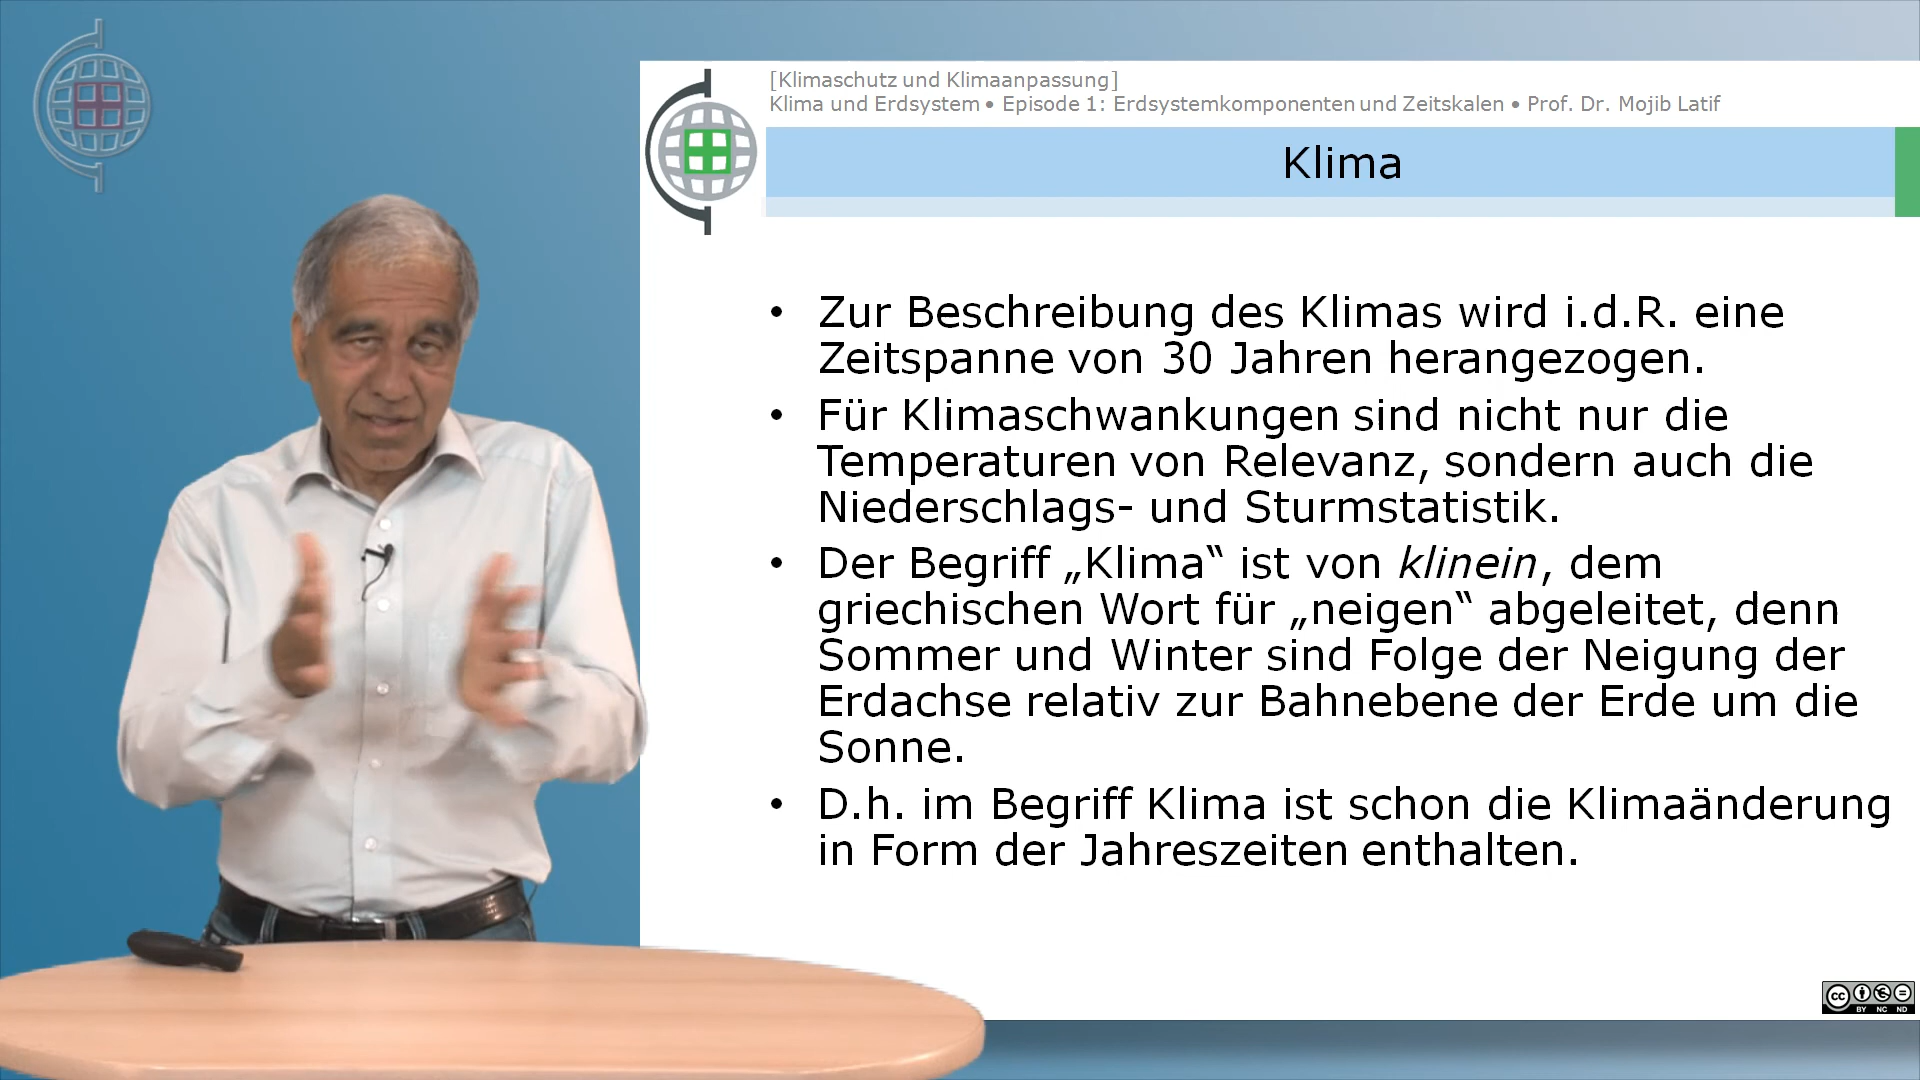 [Klimaschutz und Klimaanpassung]
Klima und Erdsystem • Episode 1: Erdsystemkomponenten und Zeitskalen • Prof. Dr. Mojib Latif
Klima
• Zur Beschreibung des Klimas wird i.d.R. eine
Zeitspanne von 30 Jahren herangezogen.
• Für Klimaschwankungen sind nicht nur die
Temperaturen von Relevanz, sondern auch die
Niederschlags- und Sturmstatistik.
• Der Begriff „Klima“ ist von klinein, dem
griechischen Wort für „neigen“ abgeleitet, denn
Sommer und Winter sind Folge der Neigung der
Erdachse relativ zur Bahnebene der Erde um die
Sonne.
• D.h. im Begriff Klima ist schon die Klimaänderung
in Form der Jahreszeiten enthalten.
cc
BY NC ND